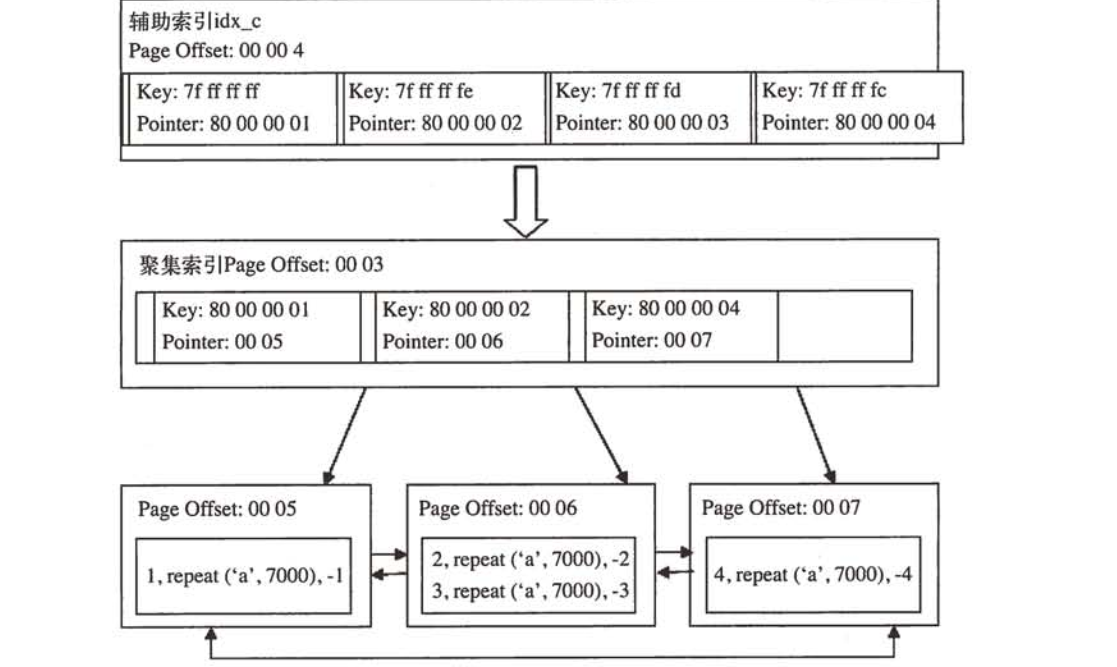 辅助索引idx_c
Page Offset: 00 00 4
Key: 7f ff ff ff
Pointer: 80 00 00 01
Key: 7f ff ff fe
Pointer: 80 00 00 02
Key: 7f ff ff fd
Pointer: 80 00 00 03
Key: 7f ff ff fc
Pointer: 80 00 00 04
聚集索引Page Offset: 00 03
Key: 80 00 00 01
Pointer: 00 05
Key: 80 00 00 02
Pointer: 00 06
Key: 80 00 00 04
Pointer: 00 07
Page Offset: 00 05
1, repeat (‘a’, 7000), -1
Page Offset: 00 06
2, repeat (‘a’, 7000), -2
3, repeat (‘a’, 7000), -3
Page Offset: 00 07
4, repeat (‘a’, 7000), -4